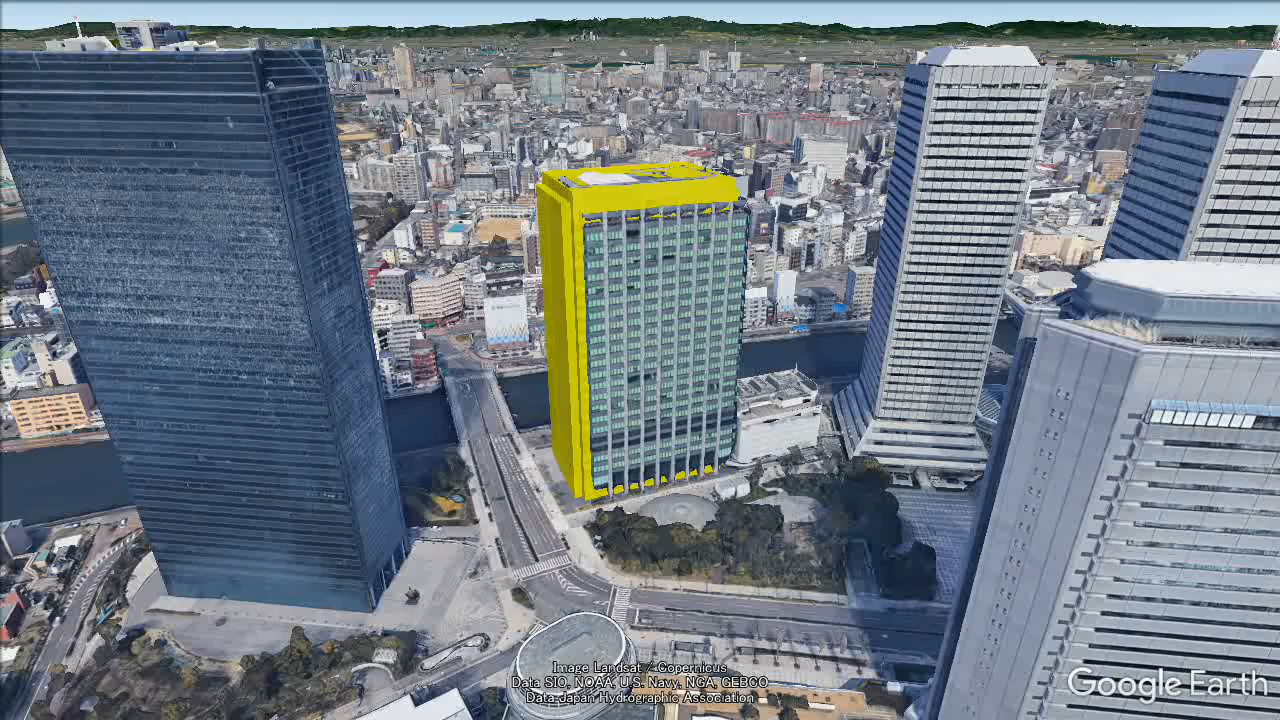 Image Landsat / Copernicus
Data SIO, NOAA, U.S. Navy, NGA, GEBCO
Data Japan Hydrographic Association
Google Earth